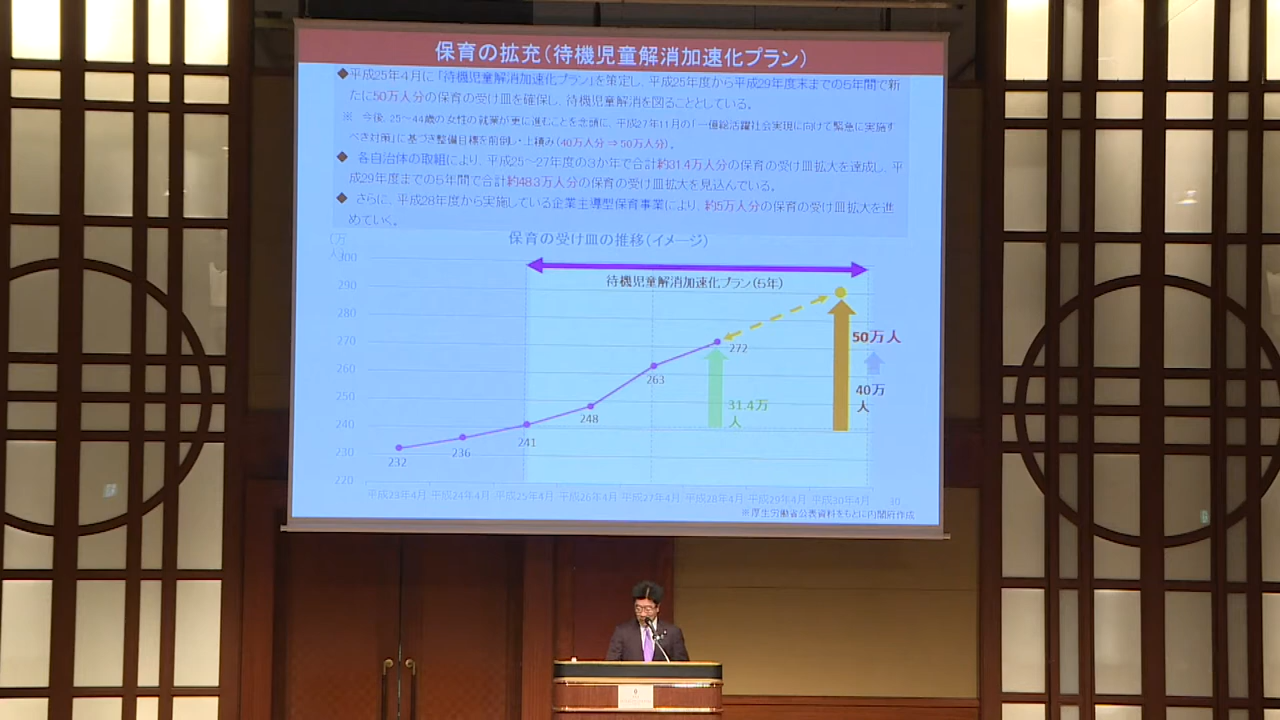 保育の拡充(待機児童解消加速化プラン)
◆平成25年4月に「待機児童解消加速化プラン」を策定し、平成25年度から平成29年度末までの5年間で新
たに50万人分の保育の受け皿を確保し、待機児童解消を図ることとしている。
※ 今後、25~44歳の女性の就業が更に進むことを念頭に、平成27年11月の「一億総活躍社会実現に向けて緊急に実施す
べき対策」に基づき整備目標を前倒し・上積み(40万人分⇒50万人分)。
◆ 各自治体の取組により、平成25~27年度の3か年で合計約31.4万人分の保育の受け皿拡大を達成し、平
成29年度までの5年間で合計約48.3万人分の保育の受け皿拡大を見込んでいる。
◆ さらに、平成28年度から実施している企業主導型保育事業により、約5万人分の保育の受け皿拡大を進
めていく。
保育の受け皿の推移(イメージ)
(万
人)
300
待機児童解消加速化プラン(5年)
290
280
270
260
250
240
230
220
232
236
241
248
263
272
31.4万
人
50万人
40万
人
平成23年4月 平成24年4月 平成25年4月 平成26年4月 平成27年4月 平成28年4月 平成29年4月 平成30年4月 30
※厚生労働省公表資料をもとに内閣府作成